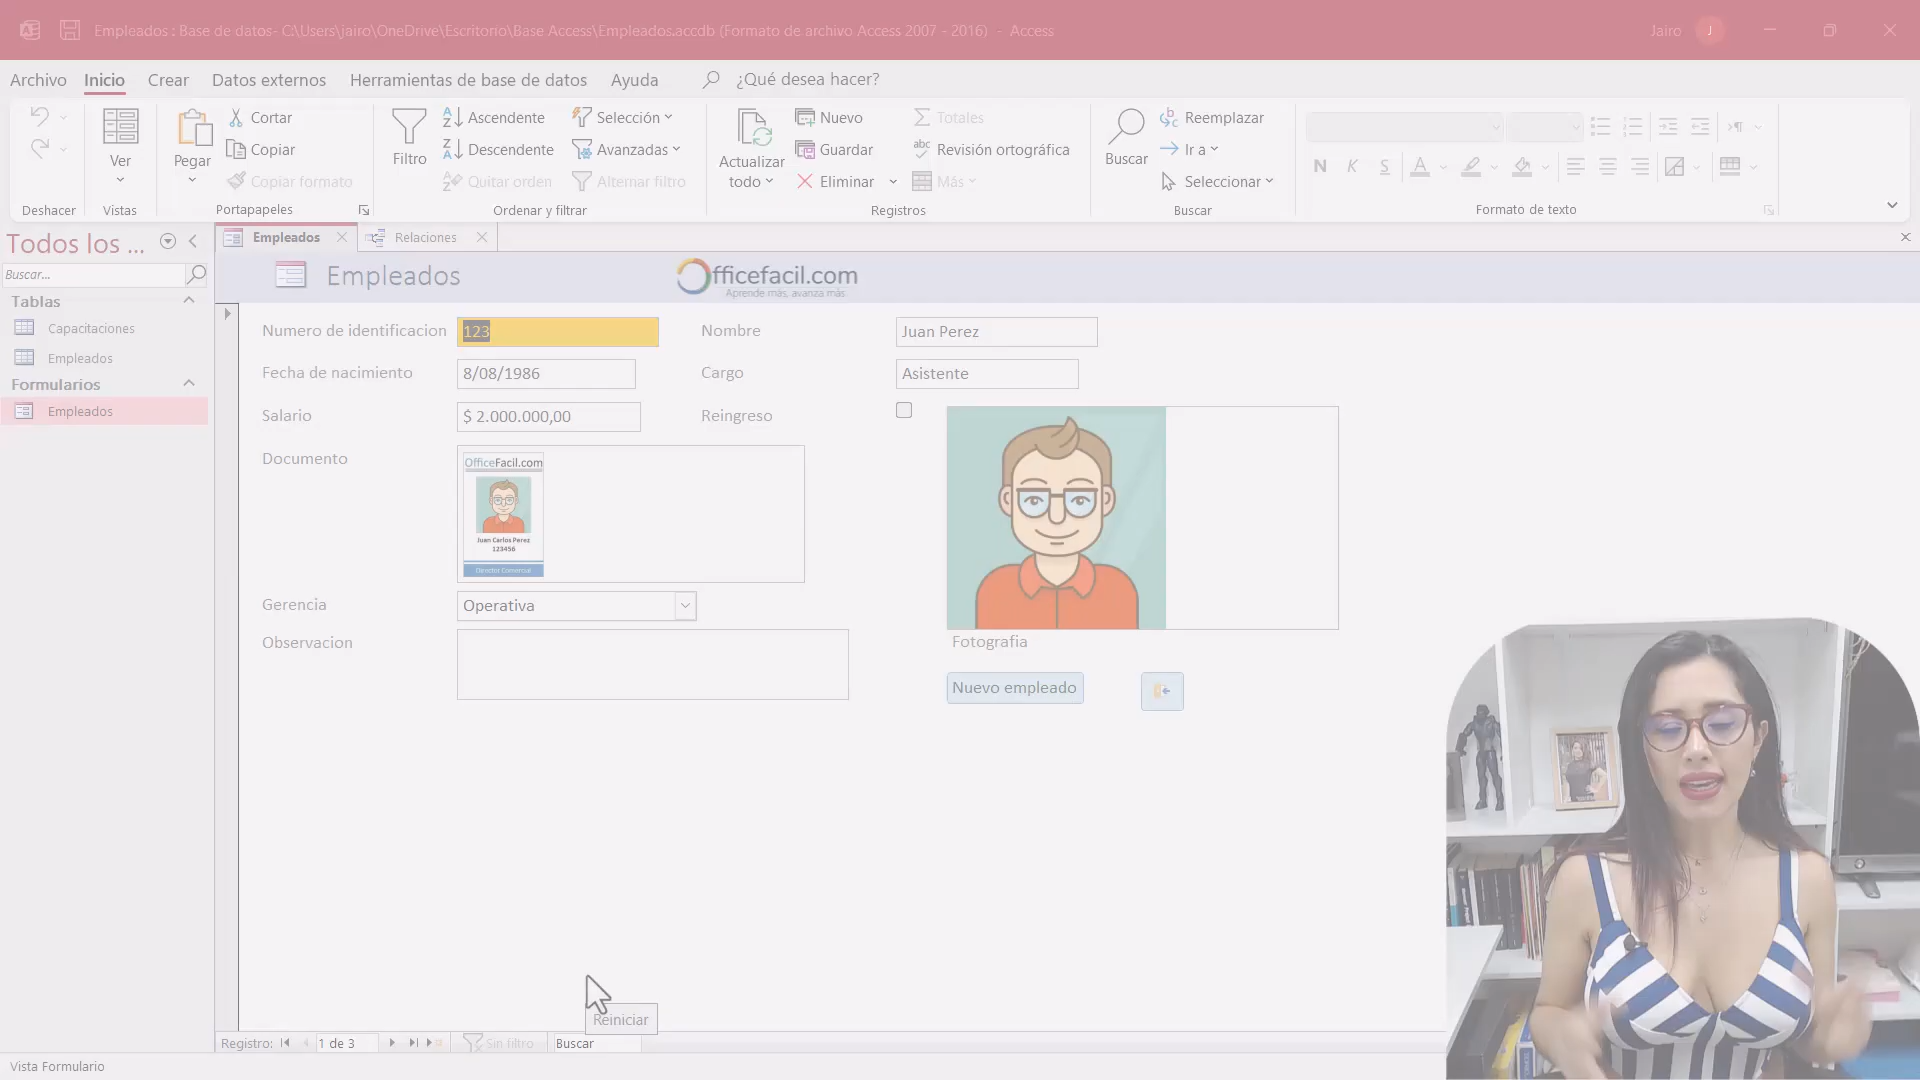 Empleados : Base de datos- C:\Users\jairo\OneDrive\Escritorio\Base Access\Empleados.accdb (Formato de archivo Access 2007 - 2016) - Access
Jairo J
Archivo Inicio Crear Datos externos Herramientas de base de datos Ayuda ¿Qué desea hacer?
Deshacer
Ver
Vistas
Pegar
Cortar
Copiar
Copiar formato
Portapapeles
Filtro
Ascendente
Descendente
Quitar orden
Selección
Avanzadas
Alternar filtro
Ordenar y filtrar
Actualizar
todo
Nuevo
Guardar
Eliminar
Totales
Revisión ortográfica
Más
Registros
Buscar
Reemplazar
Ir a
Seleccionar
Buscar
N K S A
Formato de texto
Todos los ...
Buscar...
Tablas
Capacitaciones
Empleados
Formularios
Empleados
Empleados
Relaciones
Empleados
Officefacil.com
Aprende más, avanza más
Numero de identificacion 123
Nombre Juan Perez
Fecha de nacimiento 8/08/1986
Cargo Asistente
Salario $ 2.000.000,00
Reingreso
Documento
OfficeFacil.com
Juan Carlos Perez
123456
Director Comercial
Gerencia Operativa
Observacion
Fotografia
Nuevo empleado
Reiniciar
Registro: 1 de 3 Sin filtro Buscar
Vista Formulario